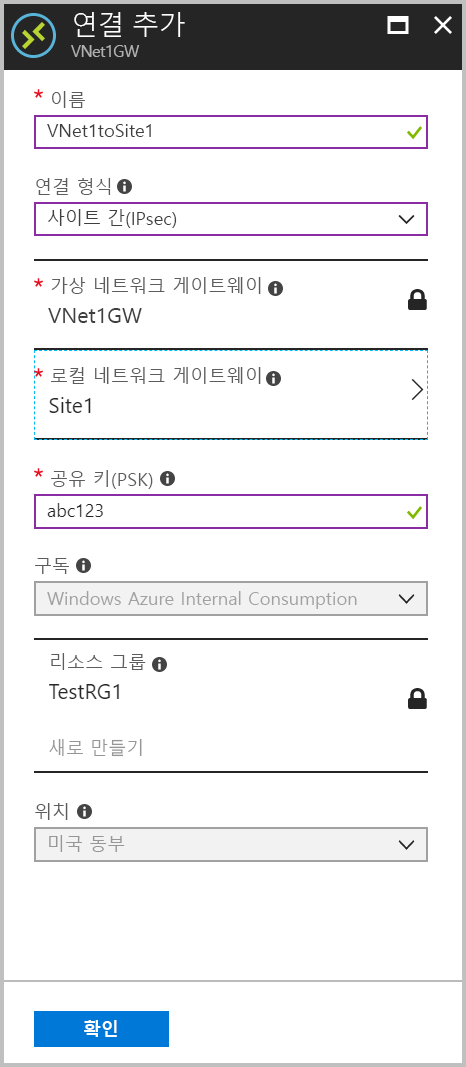 연결 추가
VNet1GW
* 이름
VNet1toSite1
연결 형식
사이트 간(IPsec)
* 가상 네트워크 게이트웨이
VNet1GW
* 로컬 네트워크 게이트웨이
Site1
* 공유 키(PSK)
abc123
구독
Windows Azure Internal Consumption
리소스 그룹
TestRG1
새로 만들기
위치
미국 동부
확인